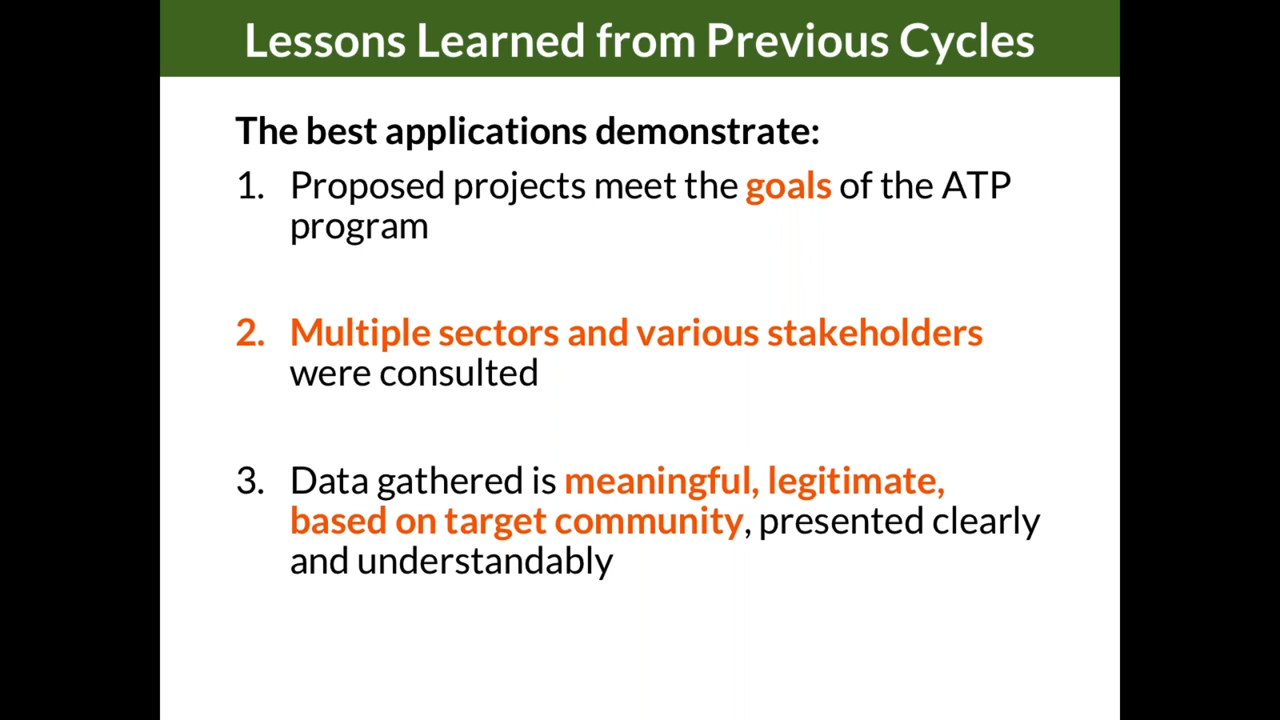 Lessons Learned from Previous Cycles
The best applications demonstrate:
1. Proposed projects meet the goals of the ATP
program
2. Multiple sectors and various stakeholders
were consulted
3. Data gathered is meaningful, legitimate,
based on target community, presented clearly
and understandably